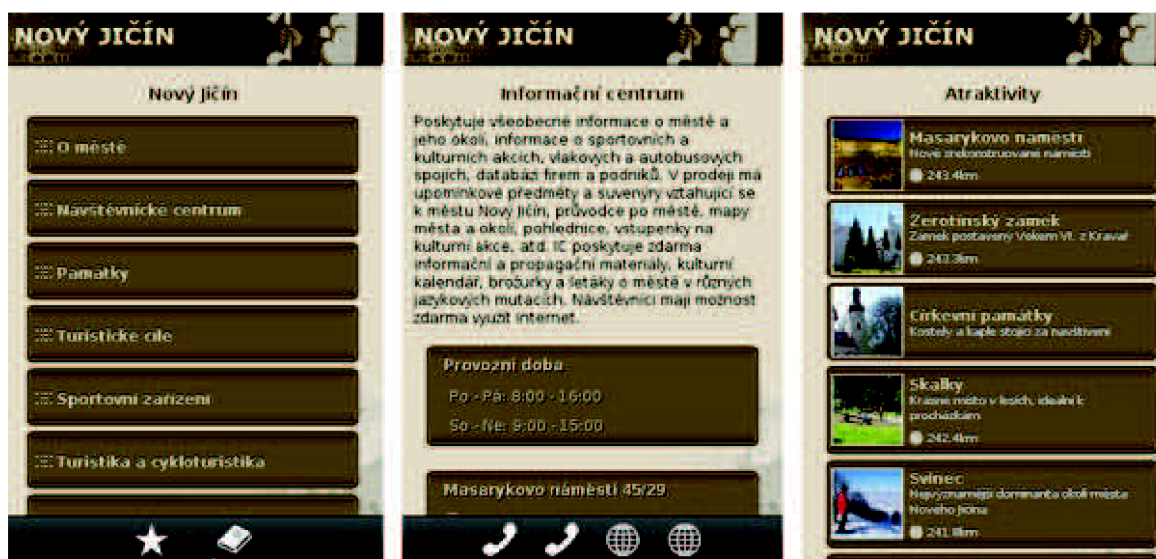 NOVÝ JIČÍN
Nový Jičín
O městě
Navštěvnické centrum
Památky
Turistické cíle
Sportovní zařízení
Turistika a cykloturistika
NOVÝ JIČÍN
Informační centrum
Poskytuje všeobecné informace o městě a
jeho okolí, informace o sportovních a
kulturních akcích, vlakových a autobusových
spojích, databázi firem a podniků. V prodeji má
upomínkové předměty a suvenýry vztahující se
k městu Nový Jičín, průvodce po městě, mapy
města a okolí, pohlednice, vstupenky na
kulturní akce, atd. IC poskytuje zdarma
informační a propagační materiály, kulturní
kalendář, brožurky a letáky o městě v různých
jazykových mutacích. Návštěvníci mají možnost
zdarma využít internet.
Provozní doba
Po - Pá: 8:00 - 16:00
So - Ne: 9:00 - 15:00
Masarykovo náměstí 45/29
NOVÝ JIČÍN
Atraktivity
Masarykovo náměstí
Nově zrekonstruované náměstí
243.4km
Žerotínský zámek
Zámek postavený Vokem VI. z Kravař
243.3km
Církevní památky
Kostely a kaple stojící za navštívení
Skalky
Krásné místo v lesích, ideální k
procházkám
242.4km
Svinec
Nejvýznamnější dominanta okolí města
Nového Jičína
241.8km